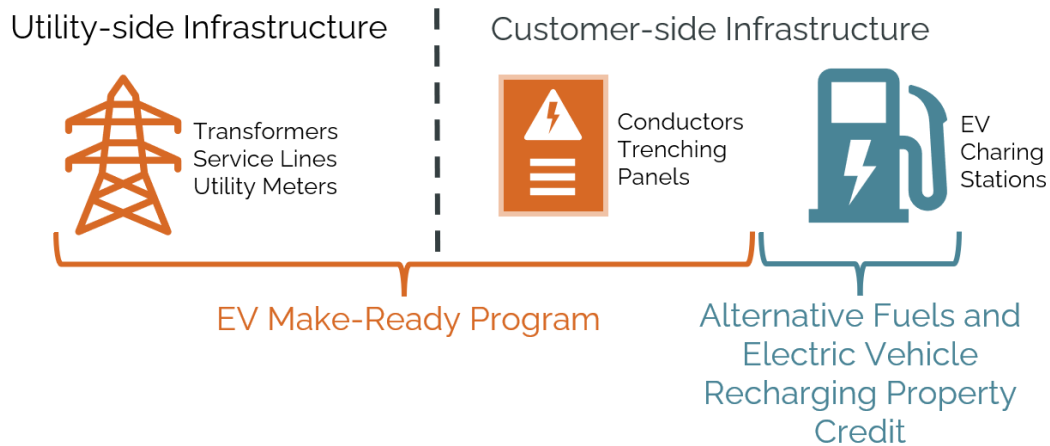 Utility-side Infrastructure
Customer-side Infrastructure
Transformers
Service Lines
Utility Meters
Conductors
Trenching
Panels
EV
Charing
Stations
EV Make-Ready Program
Alternative Fuels and
Electric Vehicle
Recharging Property
Credit